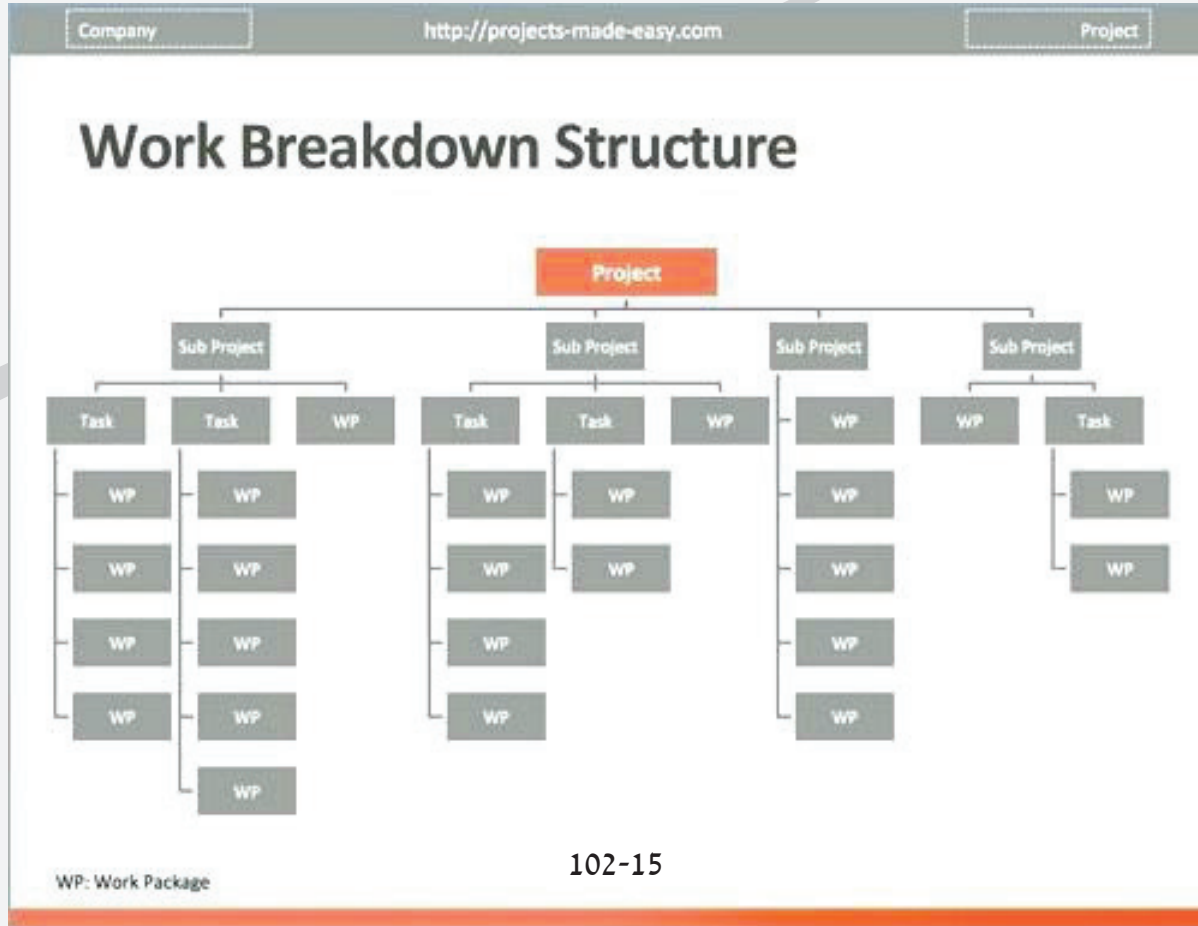 Company http://projects-made-easy.com Project
Work Breakdown Structure
Project
Sub Project Sub Project Sub Project Sub Project
Task Task WP Task Task WP WP WP Task
WP WP WP WP WP WP
WP WP WP WP WP WP
WP WP WP WP
WP WP WP WP
WP
102-15
WP: Work Package